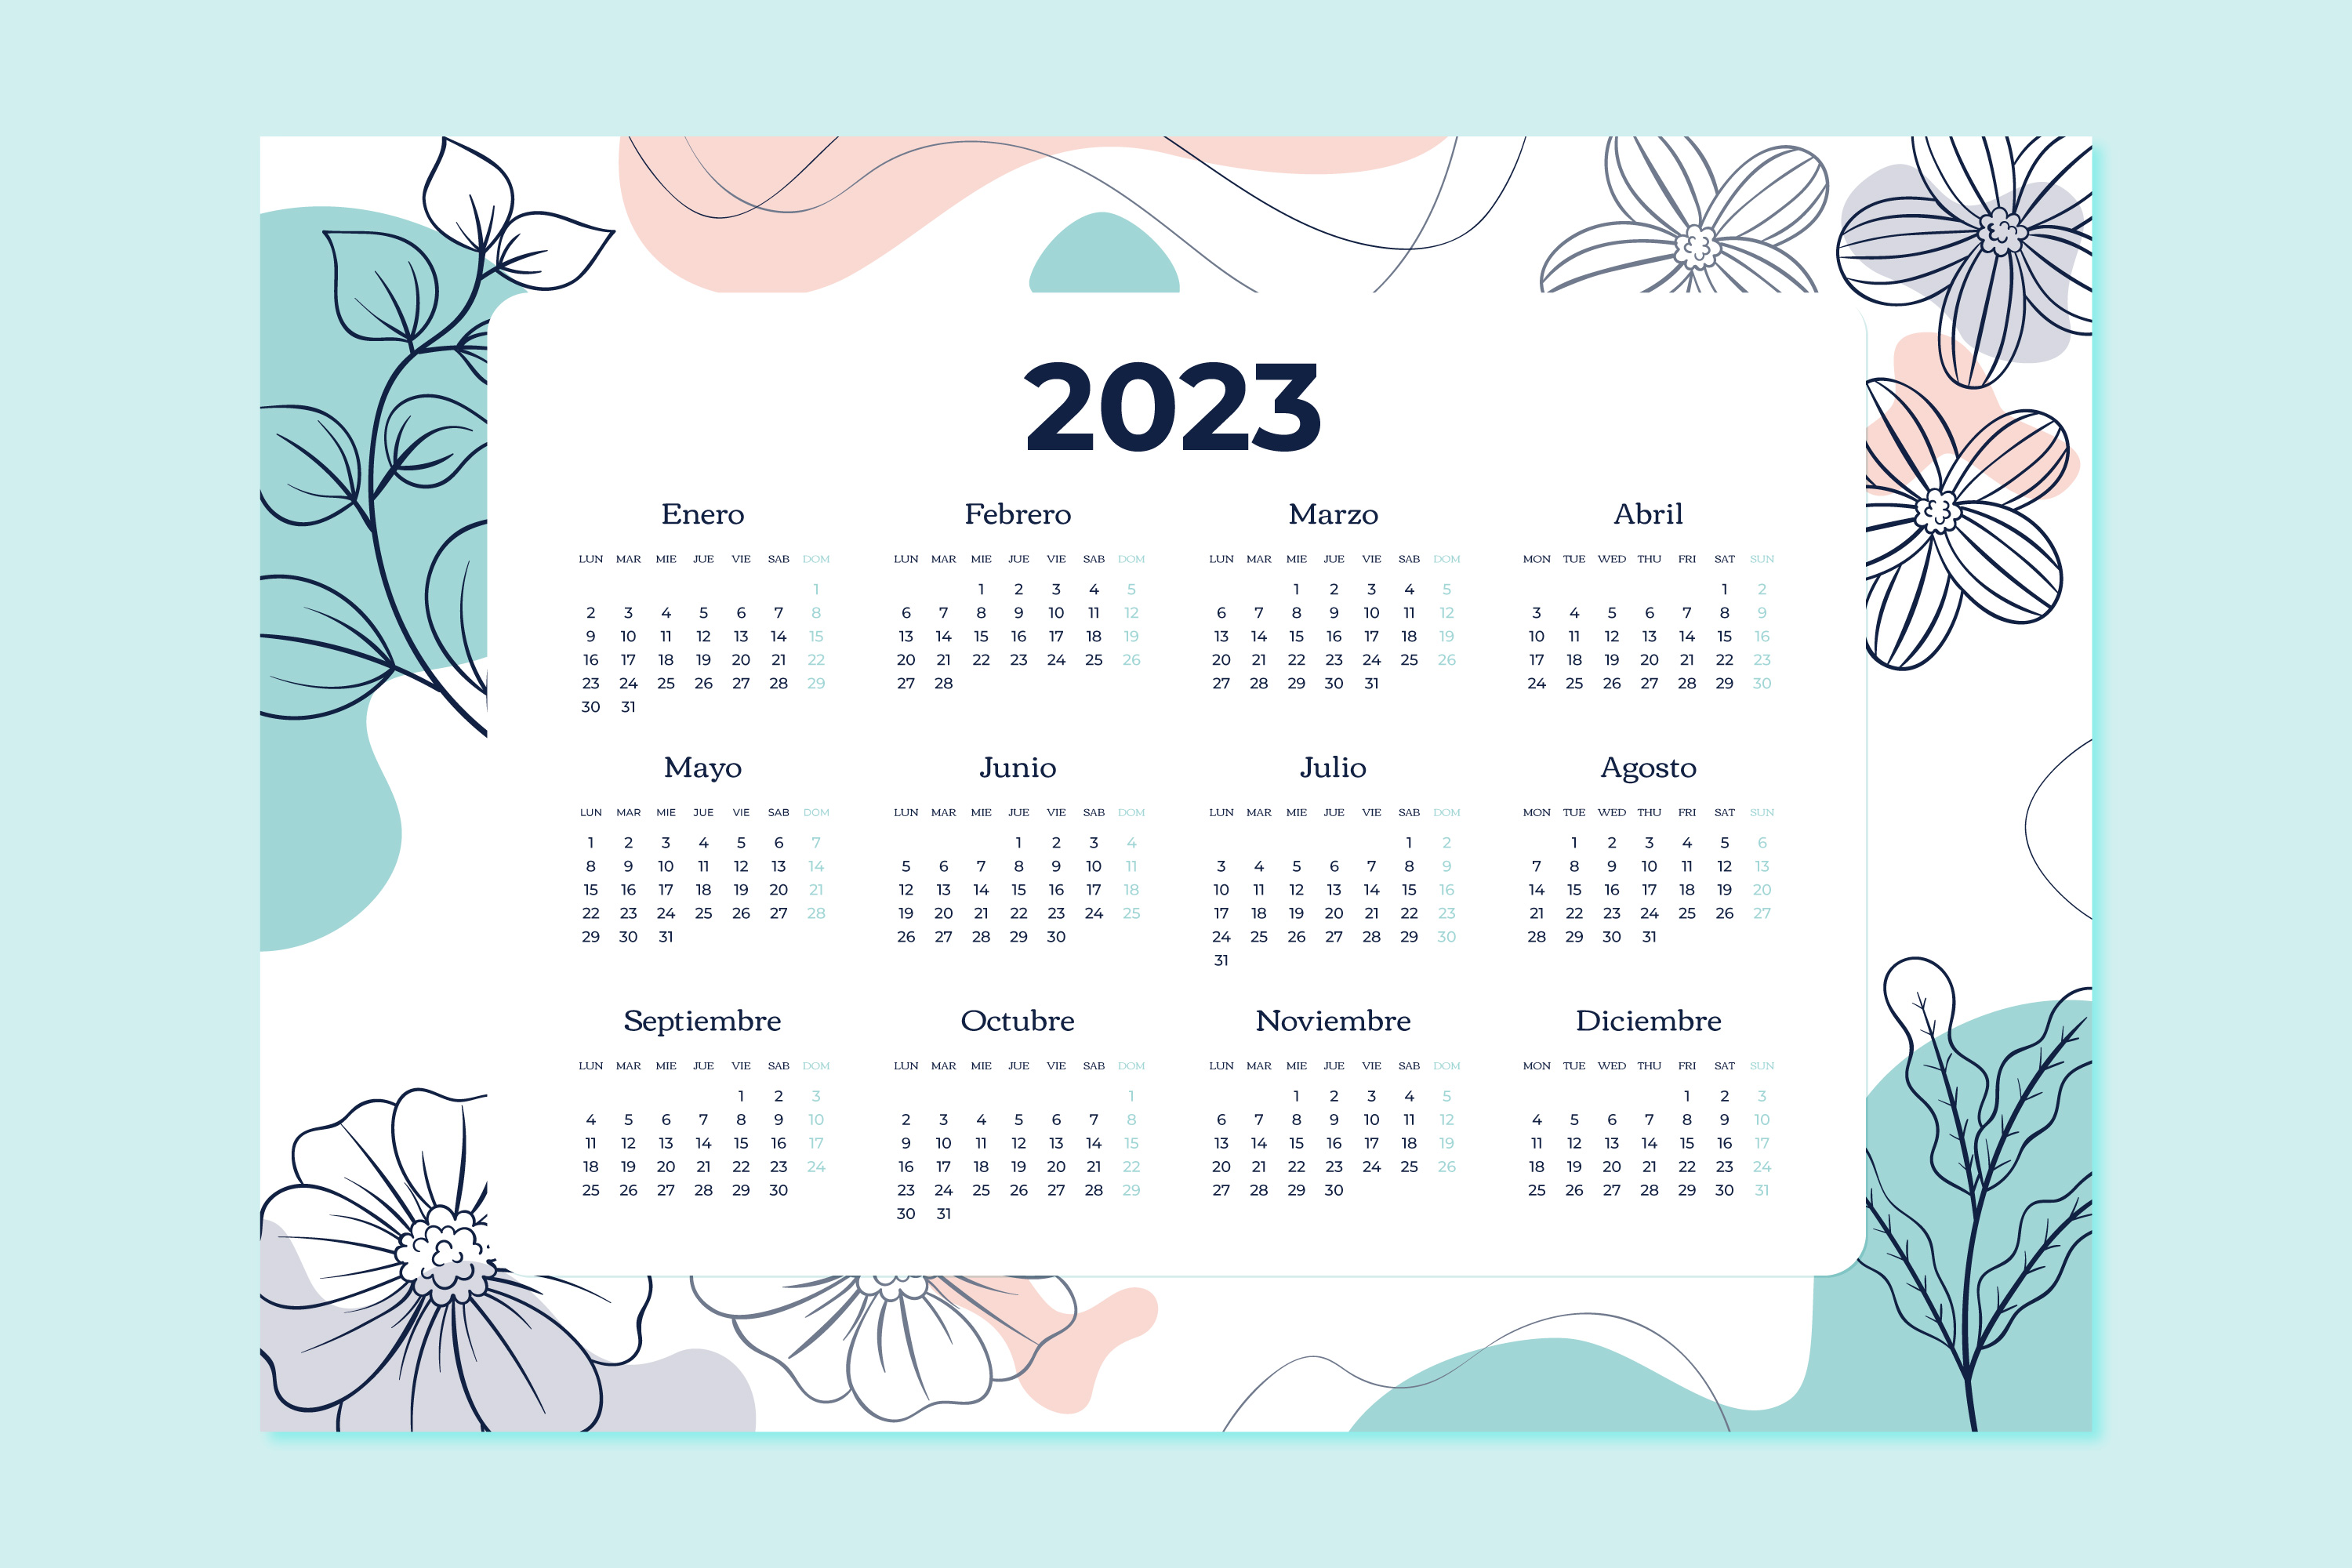 2023
Enero Febrero Marzo Abril
LUN MAR MIE JUE VIE SAB DOM LUN MAR MIE JUE VIE SAB DOM LUN MAR MIE JUE VIE SAB DOM MON TUE WED THU FRI SAT SUN
1 1 2 3 4 5 1 2 3 4 5 1 2
2 3 4 5 6 7 8 6 7 8 9 10 11 12 6 7 8 9 10 11 12 3 4 5 6 7 8 9
9 10 11 12 13 14 15 13 14 15 16 17 18 19 13 14 15 16 17 18 19 10 11 12 13 14 15 16
16 17 18 19 20 21 22 20 21 22 23 24 25 26 20 21 22 23 24 25 26 17 18 19 20 21 22 23
23 24 25 26 27 28 29 27 28 27 28 29 30 31 24 25 26 27 28 29 30
30 31
Mayo Junio Julio Agosto
LUN MAR MIE JUE VIE SAB DOM LUN MAR MIE JUE VIE SAB DOM LUN MAR MIE JUE VIE SAB DOM MON TUE WED THU FRI SAT SUN
1 2 3 4 5 6 7 1 2 3 4 1 2 1 2 3 4 5 6
8 9 10 11 12 13 14 5 6 7 8 9 10 11 3 4 5 6 7 8 9 7 8 9 10 11 12 13
15 16 17 18 19 20 21 12 13 14 15 16 17 18 10 11 12 13 14 15 16 14 15 16 17 18 19 20
22 23 24 25 26 27 28 19 20 21 22 23 24 25 17 18 19 20 21 22 23 21 22 23 24 25 26 27
29 30 31 26 27 28 29 30 24 25 26 27 28 29 30 28 29 30 31
31
Septiembre Octubre Noviembre Diciembre
LUN MAR MIE JUE VIE SAB DOM LUN MAR MIE JUE VIE SAB DOM LUN MAR MIE JUE VIE SAB DOM MON TUE WED THU FRI SAT SUN
1 2 3 1 1 2 3 4 5 1 2 3
4 5 6 7 8 9 10 2 3 4 5 6 7 8 6 7 8 9 10 11 12 4 5 6 7 8 9 10
11 12 13 14 15 16 17 9 10 11 12 13 14 15 13 14 15 16 17 18 19 11 12 13 14 15 16 17
18 19 20 21 22 23 24 16 17 18 19 20 21 22 20 21 22 23 24 25 26 18 19 20 21 22 23 24
25 26 27 28 29 30 23 24 25 26 27 28 29 27 28 29 30 25 26 27 28 29 30 31
30 31